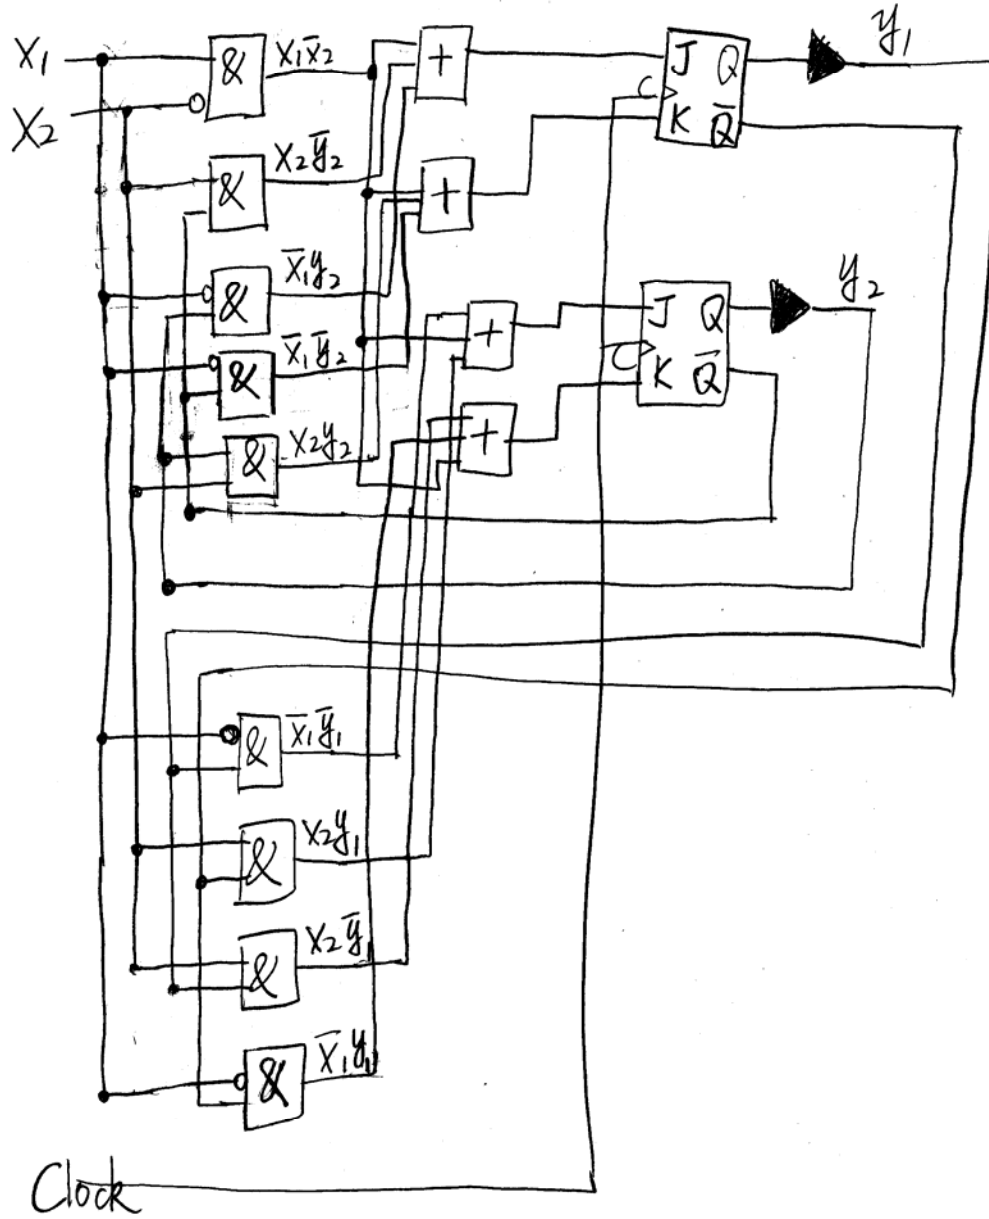 X₁
X₂
&
x₁x̄₂
+
J Q
C
K Q̄
y₁
&
x₂ȳ₂
+
&
x̄₁y₂
&
x̄₁ȳ₂
+
J Q
C
K Q̄
y₂
&
x₂y₂
+
&
x̄₁ȳ₁
&
x₂y₁
&
x₂ȳ₁
&
x̄₁y₁
Clock